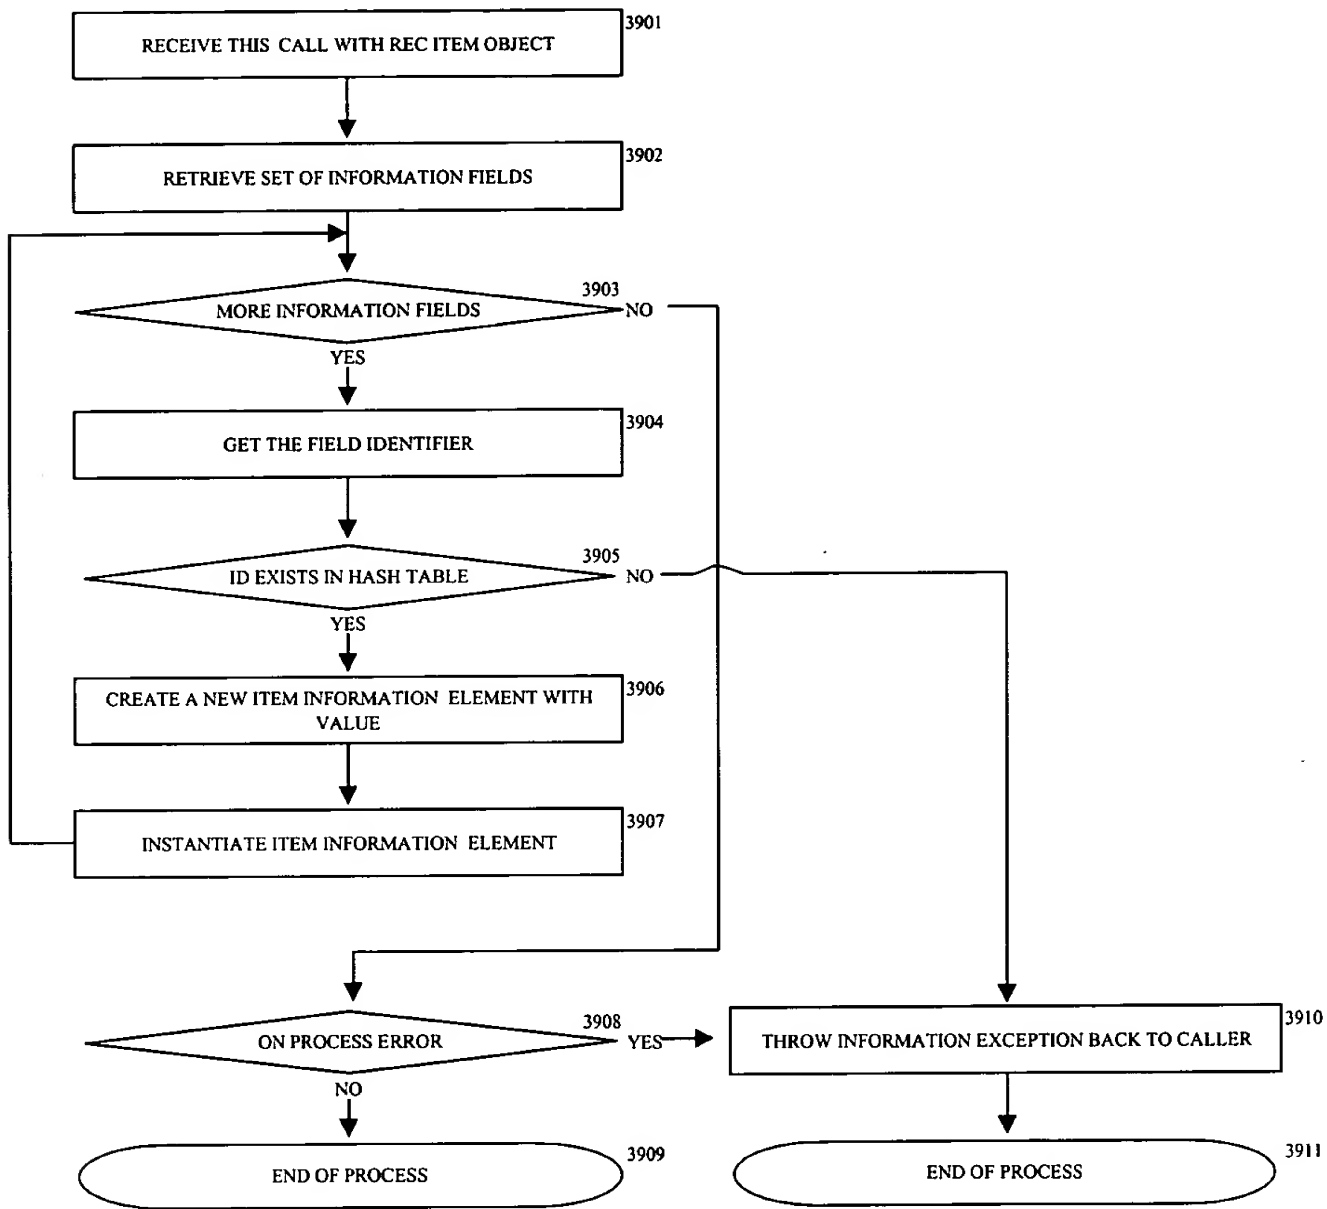 3901
RECEIVE THIS CALL WITH REC ITEM OBJECT
3902
RETRIEVE SET OF INFORMATION FIELDS
3903
MORE INFORMATION FIELDS
NO
YES
3904
GET THE FIELD IDENTIFIER
3905
ID EXISTS IN HASH TABLE
NO
YES
3906
CREATE A NEW ITEM INFORMATION ELEMENT WITH
VALUE
3907
INSTANTIATE ITEM INFORMATION ELEMENT
3908
ON PROCESS ERROR
YES
3910
THROW INFORMATION EXCEPTION BACK TO CALLER
NO
3909
END OF PROCESS
3911
END OF PROCESS